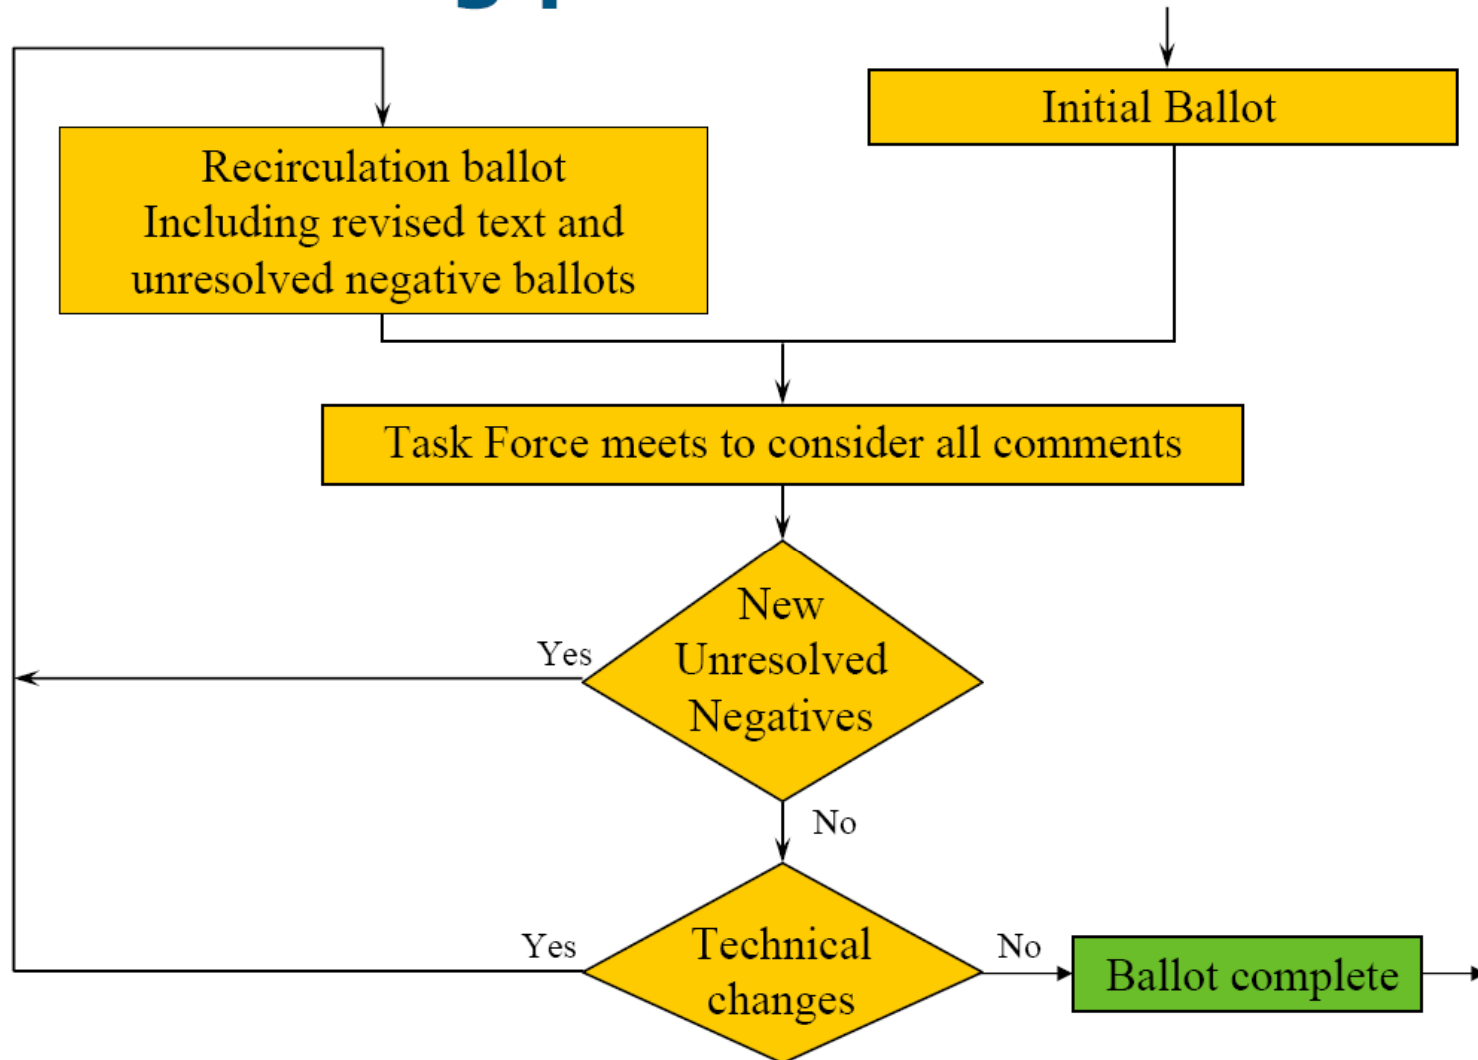 Initial Ballot
Recirculation ballot
Including revised text and
unresolved negative ballots
Task Force meets to consider all comments
New
Unresolved
Negatives
Yes
No
Technical
changes
Yes
No
Ballot complete